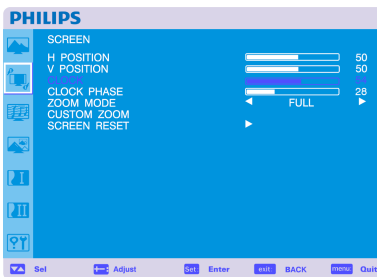 PHILIPS
SCREEN
H POSITION 50
V POSITION 50
CLOCK
CLOCK PHASE 28
ZOOM MODE FULL
CUSTOM ZOOM
SCREEN RESET
Sel Adjust Set Enter exit BACK menu Quit